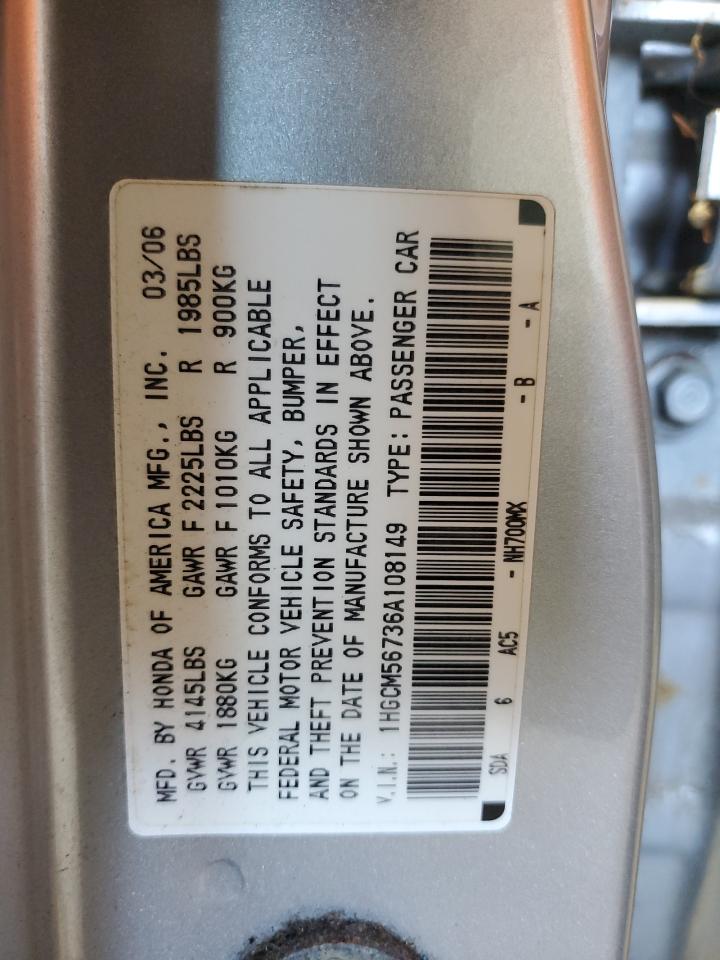 MFD. BY HONDA OF AMERICA MFG., INC. 03/06
GVWR 4145LBS GAWR F 2225LBS R 1985LBS
GVWR 1880KG GAWR F 1010KG R 900KG
THIS VEHICLE CONFORMS TO ALL APPLICABLE
FEDERAL MOTOR VEHICLE SAFETY, BUMPER,
AND THEFT PREVENTION STANDARDS IN EFFECT
ON THE DATE OF MANUFACTURE SHOWN ABOVE.
V.I.N.: 1HGCM56736A108149 TYPE: PASSENGER CAR
SDA 6 AC5 - NH700MX - B - A